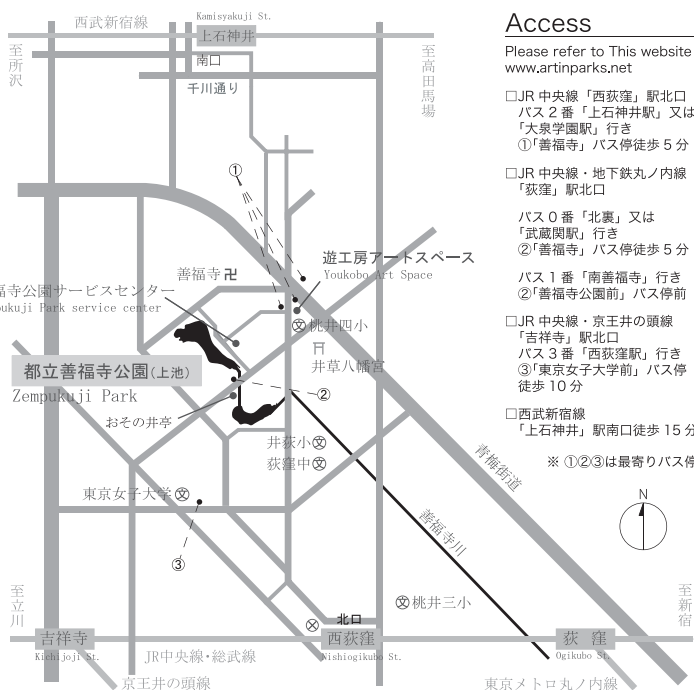 西武新宿線
Kamisyakuji St.
上石神井
南口
千川通り
至所沢
至高田馬場
①
善福寺卍
遊工房アートスペース
Youkobo Art Space
福寺公園サービスセンター
oukuji Park service center
文桃井四小
井草八幡宮
都立善福寺公園(上池)
Zempukuji Park
②
おその井亭
井荻小文
荻窪中文
東京女子大学文
青梅街道
善福寺川
③
至立川
文桃井三小
北口
至新宿
吉祥寺
Kichijoji St.
JR中央線・総武線
西荻窪
Nishiogikubo St.
荻 窪
Ogikubo St.
京王井の頭線
東京メトロ丸ノ内線
Access
Please refer to This website
www.artinparks.net
□JR 中央線「西荻窪」駅北口
バス 2 番「上石神井駅」又は
「大泉学園駅」行き
①「善福寺」バス停徒歩 5 分
□JR 中央線・地下鉄丸ノ内線
「荻窪」駅北口
バス 0 番「北裏」又は
「武蔵関駅」行き
②「善福寺」バス停徒歩 5 分
バス 1 番「南善福寺」行き
②「善福寺公園前」バス停前
□JR 中央線・京王井の頭線
「吉祥寺」駅北口
バス 3 番「西荻窪駅」行き
③「東京女子大学前」バス停
徒歩 10 分
□西武新宿線
「上石神井」駅南口徒歩 15 分
※ ①②③は最寄りバス停
N